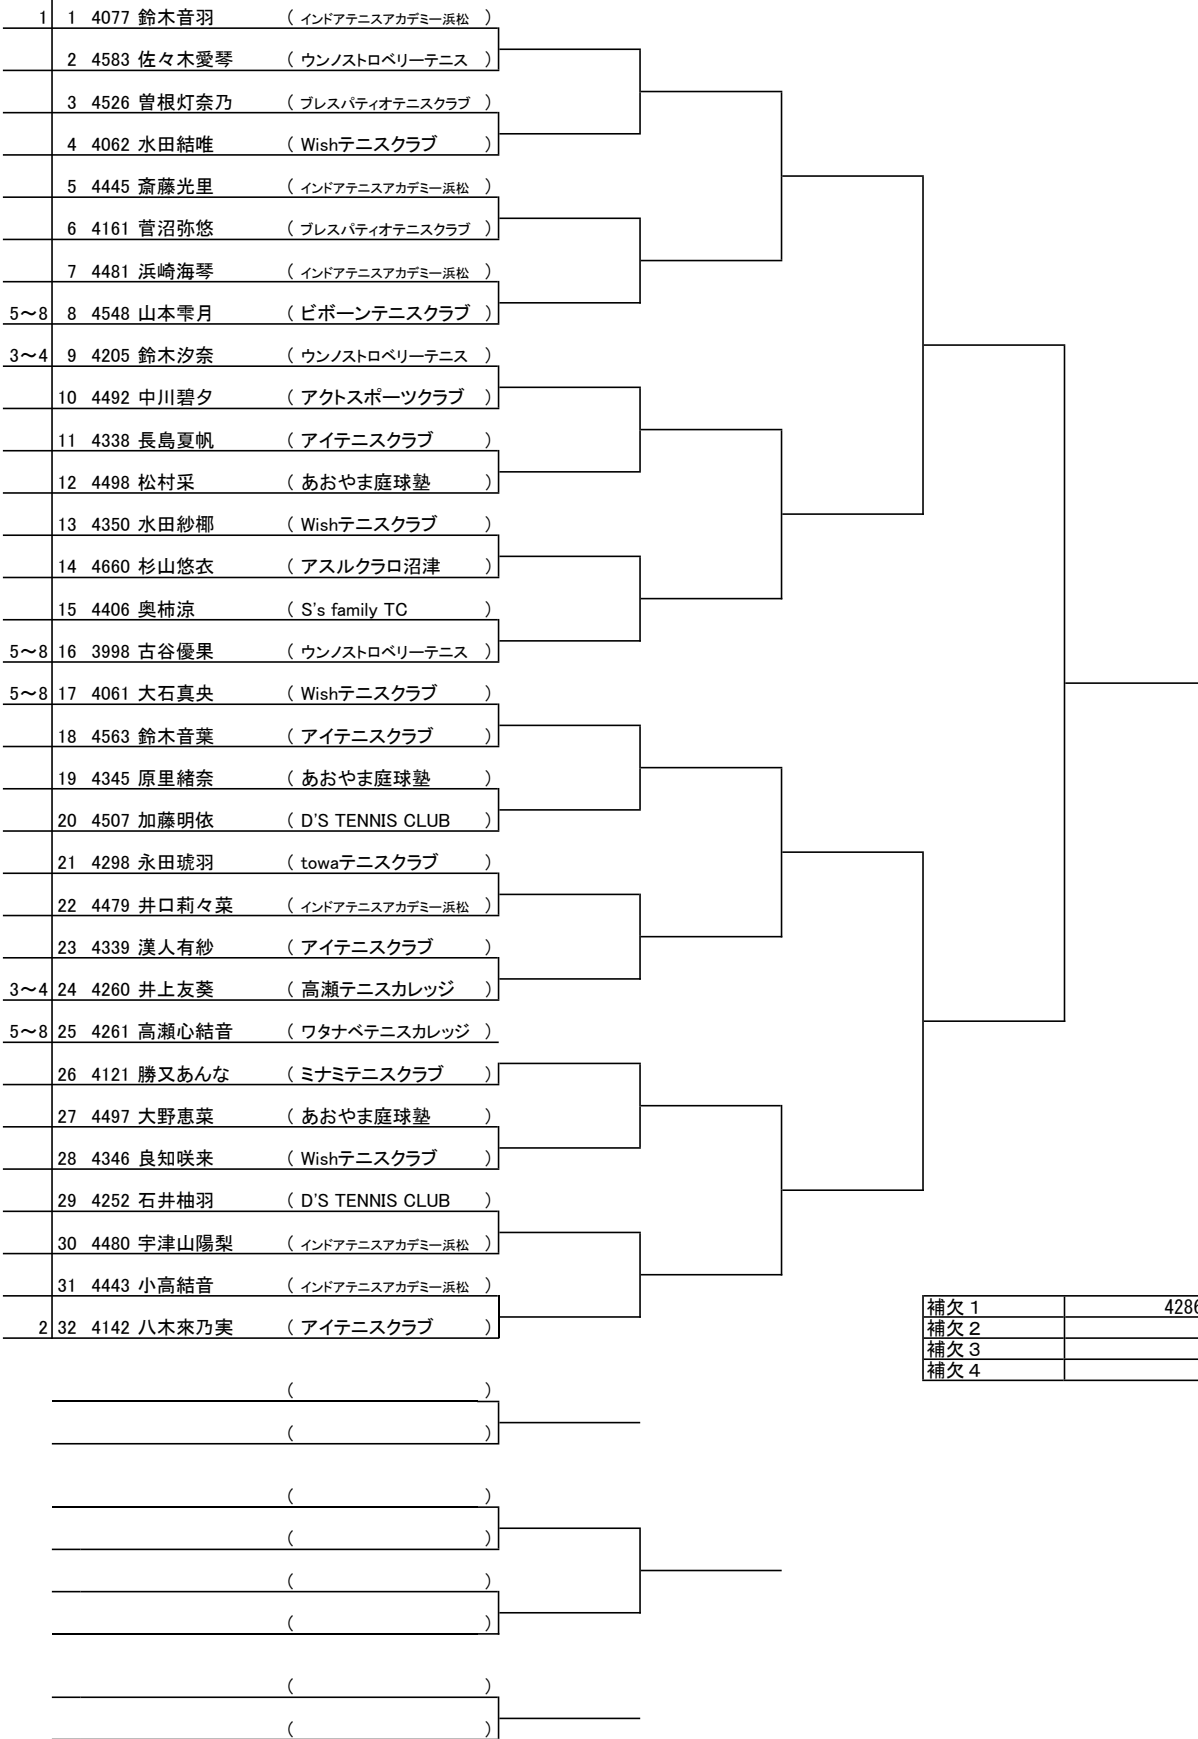 1 1 4077 鈴木音羽 ( インドアテニスアカデミー浜松 )
2 4583 佐々木愛琴 ( ウンノストロベリーテニス )
3 4526 曽根灯奈乃 ( ブレスパティオテニスクラブ )
4 4062 水田結唯 ( Wishテニスクラブ )
5 4445 斎藤光里 ( インドアテニスアカデミー浜松 )
6 4161 菅沼弥悠 ( ブレスパティオテニスクラブ )
7 4481 浜崎海琴 ( インドアテニスアカデミー浜松 )
5～8 8 4548 山本雫月 ( ビボーンテニスクラブ )
3～4 9 4205 鈴木汐奈 ( ウンノストロベリーテニス )
10 4492 中川碧夕 ( アクトスポーツクラブ )
11 4338 長島夏帆 ( アイテニスクラブ )
12 4498 松村采 ( あおやま庭球塾 )
13 4350 水田紗椰 ( Wishテニスクラブ )
14 4660 杉山悠衣 ( アスルクラロ沼津 )
15 4406 奥柿涼 ( S's family TC )
5～8 16 3998 古谷優果 ( ウンノストロベリーテニス )
5～8 17 4061 大石真央 ( Wishテニスクラブ )
18 4563 鈴木音葉 ( アイテニスクラブ )
19 4345 原里緒奈 ( あおやま庭球塾 )
20 4507 加藤明依 ( D'S TENNIS CLUB )
21 4298 永田琥羽 ( towaテニスクラブ )
22 4479 井口莉々菜 ( インドアテニスアカデミー浜松 )
23 4339 漢人有紗 ( アイテニスクラブ )
3～4 24 4260 井上友葵 ( 高瀬テニスカレッジ )
5～8 25 4261 高瀬心結音 ( ワタナベテニスカレッジ )
26 4121 勝又あんな ( ミナミテニスクラブ )
27 4497 大野恵菜 ( あおやま庭球塾 )
28 4346 良知咲来 ( Wishテニスクラブ )
29 4252 石井柚羽 ( D'S TENNIS CLUB )
30 4480 宇津山陽梨 ( インドアテニスアカデミー浜松 )
31 4443 小高結音 ( インドアテニスアカデミー浜松 )
2 32 4142 八木來乃実 ( アイテニスクラブ )
補欠１ 4286
補欠２
補欠３
補欠４
( )
( )
( )
( )
( )
( )
( )
( )